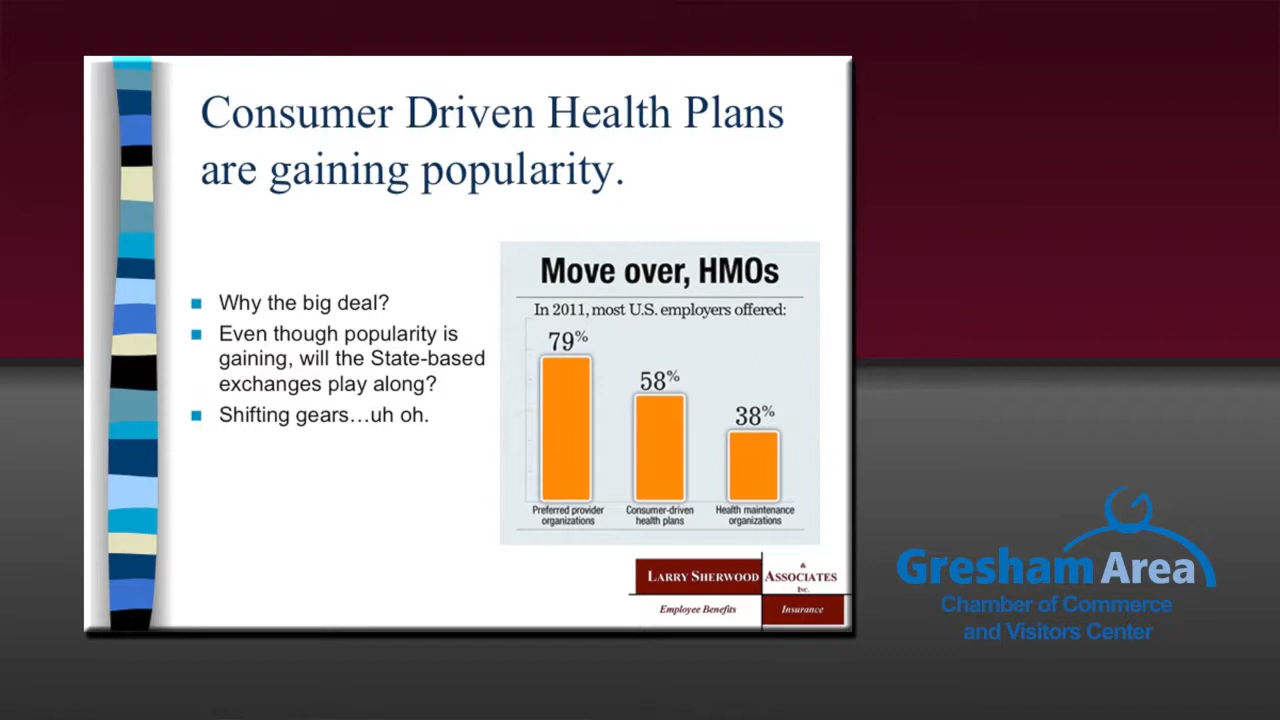 Consumer Driven Health Plans
are gaining popularity.
Why the big deal?
Even though popularity is
gaining, will the State-based
exchanges play along?
Shifting gears…uh oh.
Move over, HMOs
In 2011, most U.S. employers offered:
79%
58%
38%
Preferred provider
organizations
Consumer-driven
health plans
Health maintenance
organizations
LARRY SHERWOOD & ASSOCIATES INC.
Employee Benefits Insurance
Gresham Area
Chamber of Commerce
and Visitors Center